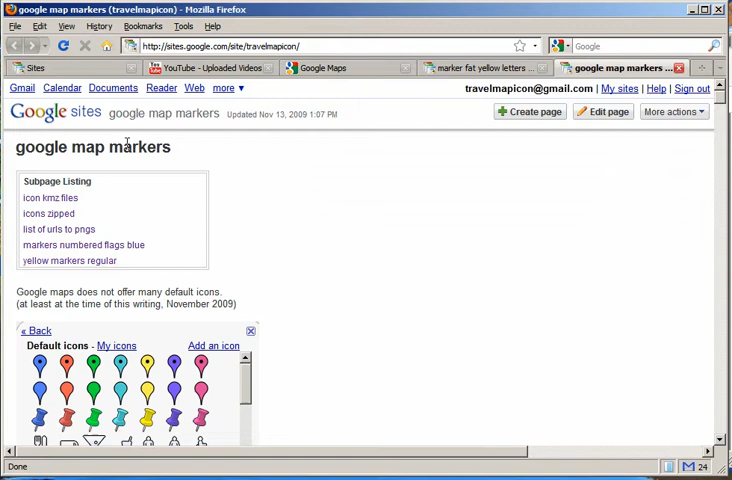 google map markers (travelmapicon) - Mozilla Firefox
File Edit View History Bookmarks Tools Help
http://sites.google.com/site/travelmapicon/ Google
Sites YouTube - Uploaded Videos Google Maps marker fat yellow letters ... google map markers ...
Gmail Calendar Documents Reader Web more ▼ travelmapicon@gmail.com | My sites | Help | Sign out
Google sites google map markers Updated Nov 13, 2009 1:07 PM Create page Edit page More actions
google map markers
Subpage Listing
icon kmz files
icons zipped
list of urls to pngs
markers numbered flags blue
yellow markers regular
Google maps does not offer many default icons.
(at least at the time of this writing, November 2009)
« Back
Default icons - My icons Add an icon
Done 24